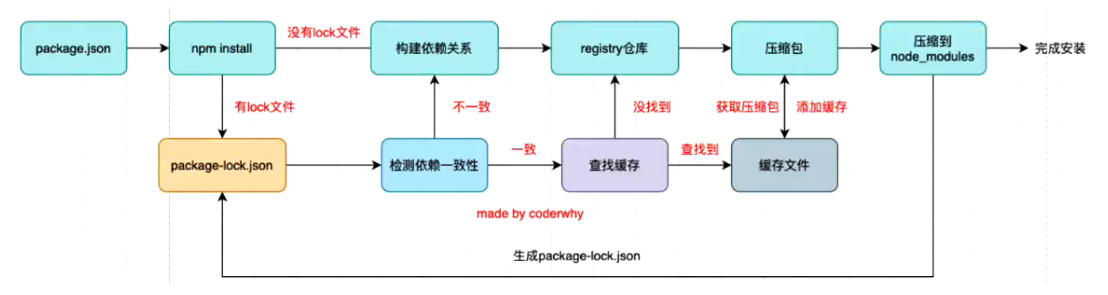 package.json
npm install
没有lock文件
构建依赖关系
registry仓库
压缩包
压缩到
node_modules
完成安装
有lock文件
不一致
没找到
获取压缩包
添加缓存
package-lock.json
检测依赖一致性
一致
查找缓存
查找到
缓存文件
made by coderwhy
生成package-lock.json